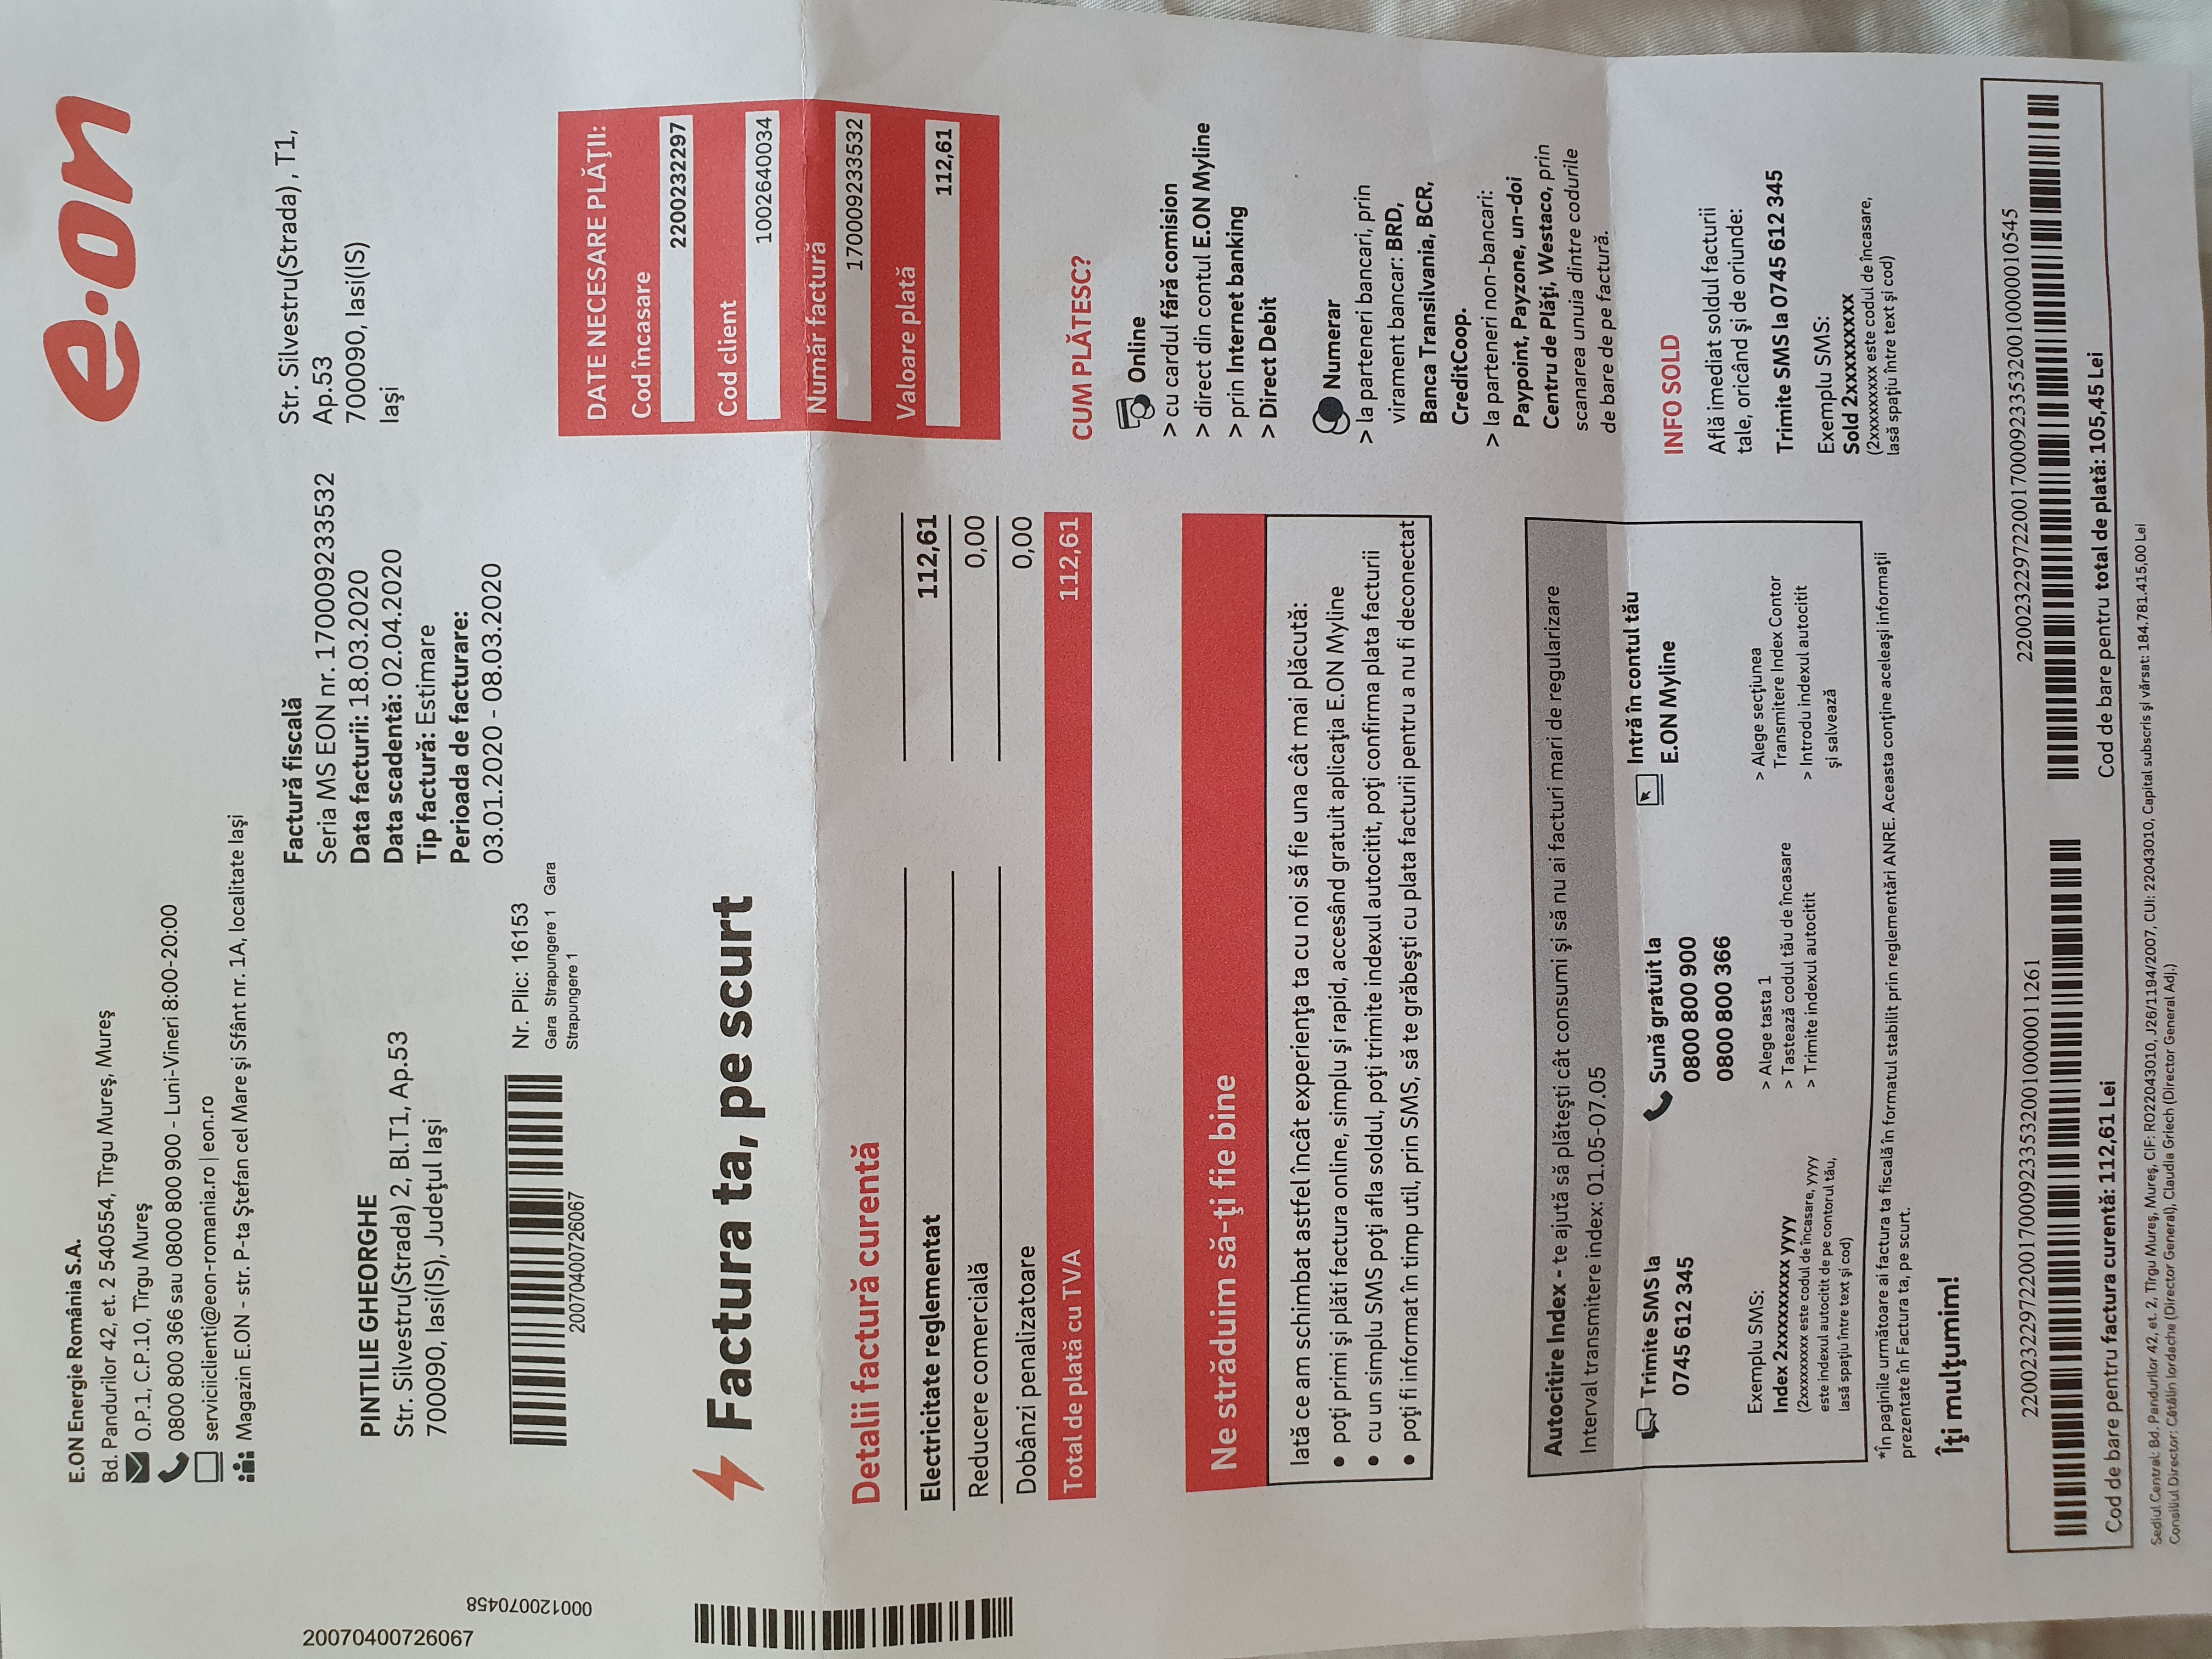 E.ON Energie România S.A.
Bd. Pandurilor 42, et. 2 540554, Tîrgu Mureş, Mureş
O.P.1, C.P.10, Tîrgu Mureş
0800 800 366 sau 0800 800 900 - Luni-Vineri 8:00-20:00
serviciiclienti@eon-romania.ro | eon.ro
Magazin E.ON - str. P-ta Ştefan cel Mare şi Sfânt nr. 1A, localitate Iaşi
e·on
20070400726067
000120070458
PINTILIE GHEORGHE
Str. Silvestru(Strada) 2, Bl.T1, Ap.53
700090, Iasi(IS), Judeţul Iaşi
20070400726067
Nr. Plic: 16153
Gara Strapungere 1 Gara
Strapungere 1
Factură fiscală
Seria MS EON nr. 170009233532
Data facturii: 18.03.2020
Data scadentă: 02.04.2020
Tip factură: Estimare
Perioada de facturare:
03.01.2020 - 08.03.2020
Str. Silvestru(Strada) , T1,
Ap.53
700090, Iasi(IS)
Iaşi
DATE NECESARE PLĂŢII:
Cod încasare
2200232297
Cod client
1002640034
Număr factură
170009233532
Valoare plată
112,61
Factura ta, pe scurt
Detalii factură curentă
Electricitate reglementat 112,61
Reducere comercială 0,00
Dobânzi penalizatoare 0,00
Total de plată cu TVA 112,61
Ne străduim să-ţi fie bine
Iată ce am schimbat astfel încât experienţa ta cu noi să fie una cât mai plăcută:
• poţi primi şi plăti factura online, simplu şi rapid, accesând gratuit aplicaţia E.ON Myline
• cu un simplu SMS poţi afla soldul, poţi trimite indexul autocitit, poţi confirma plata facturii
• poţi fi informat în timp util, prin SMS, să te grăbeşti cu plata facturii pentru a nu fi deconectat
CUM PLĂTESC?
Online
> cu cardul fără comision
> direct din contul E.ON Myline
> prin Internet banking
> Direct Debit
Numerar
> la parteneri bancari, prin
virament bancar: BRD,
Banca Transilvania, BCR,
CreditCoop.
> la parteneri non-bancari:
Paypoint, Payzone, un-doi
Centru de Plăţi, Westaco, prin
scanarea unuia dintre codurile
de bare de pe factură.
Autocitire Index - te ajută să plăteşti cât consumi şi să nu ai facturi mari de regularizare
Interval transmitere index: 01.05-07.05
Trimite SMS la
0745 612 345
Exemplu SMS:
Index 2xxxxxxxxx yyyy
(2xxxxxxxxx este codul de încasare, yyyy
este indexul autocitit de pe contorul tău,
lasă spaţiu între text şi cod)
Sună gratuit la
0800 800 900
0800 800 366
> Alege tasta 1
> Tastează codul tău de încasare
> Trimite indexul autocitit
Intră în contul tău
E.ON Myline
> Alege secţiunea
Transmitere Index Contor
> Introdu indexul autocitit
şi salvează
INFO SOLD
Află imediat soldul facturii
tale, oricând şi de oriunde:
Trimite SMS la 0745 612 345
Exemplu SMS:
Sold 2xxxxxxxxx
(2xxxxxxxxx este codul de încasare,
lasă spaţiu între text şi cod)
*În paginile următoare ai factura ta fiscală în formatul stabilit prin reglementări ANRE. Aceasta conţine aceleaşi informaţii
prezentate în Factura ta, pe scurt.
Îţi mulţumim!
220023229722001700092335320010000011261
Cod de bare pentru factura curentă: 112,61 Lei
220023229722001700092335320010000010545
Cod de bare pentru total de plată: 105,45 Lei
Sediul Central: Bd. Pandurilor 42, et. 2, Tîrgu Mureş, Mureş, CIF: RO22043010, J26/1194/2007, CUI: 22043010, Capital subscris şi vărsat: 184.781.415,00 Lei
Consiliul Director: Cătălin Iordache (Director General), Claudia Griech (Director General Adj.)